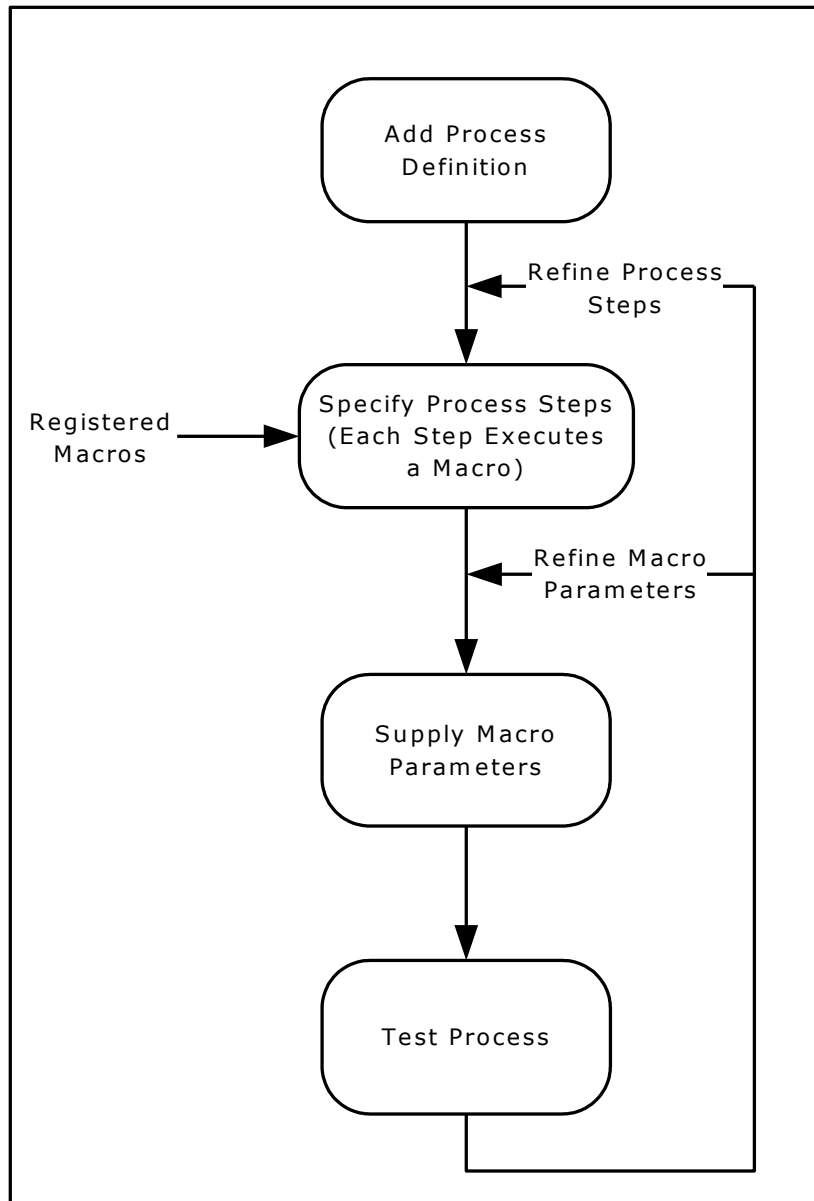 Add Process
Definition
Refine Process
Steps
Specify Process Steps
(Each Step Executes
a Macro)
Registered
Macros
Refine Macro
Parameters
Supply Macro
Parameters
Test Process